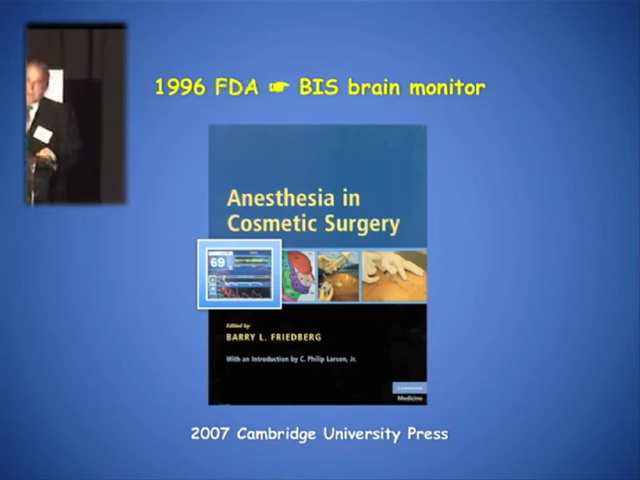 1996 FDA ☛ BIS brain monitor
Anesthesia in
Cosmetic Surgery
69
Edited by
BARRY L. FRIEDBERG
With an Introduction by C. Philip Larson, Jr.
CAMBRIDGE
Medicine
2007 Cambridge University Press